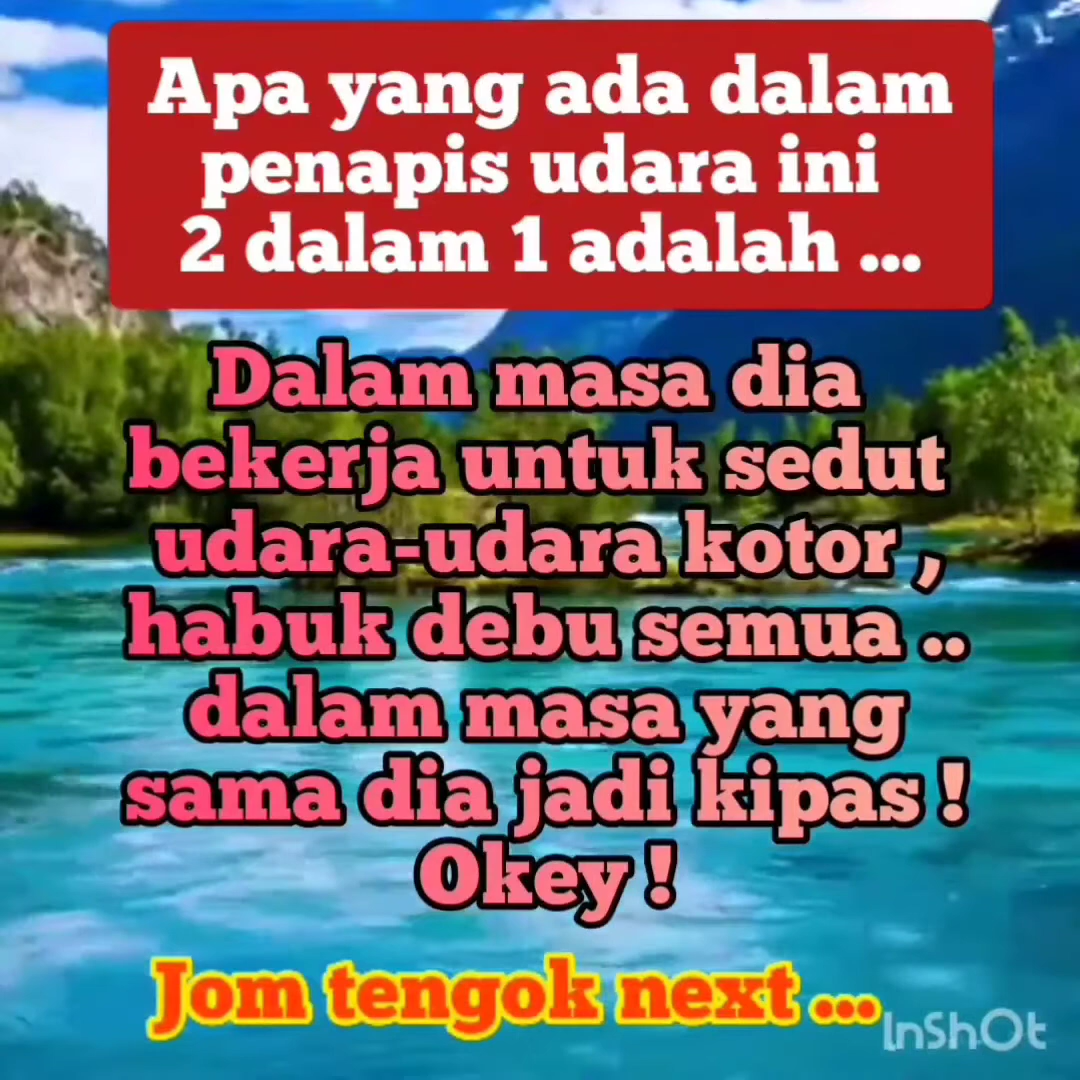 Apa yang ada dalam
penapis udara ini
2 dalam 1 adalah ...
Dalam masa dia
bekerja untuk sedut
udara-udara kotor ,
habuk debu semua ..
dalam masa yang
sama dia jadi kipas !
Okey !
Jom tengok next ...
InShOt